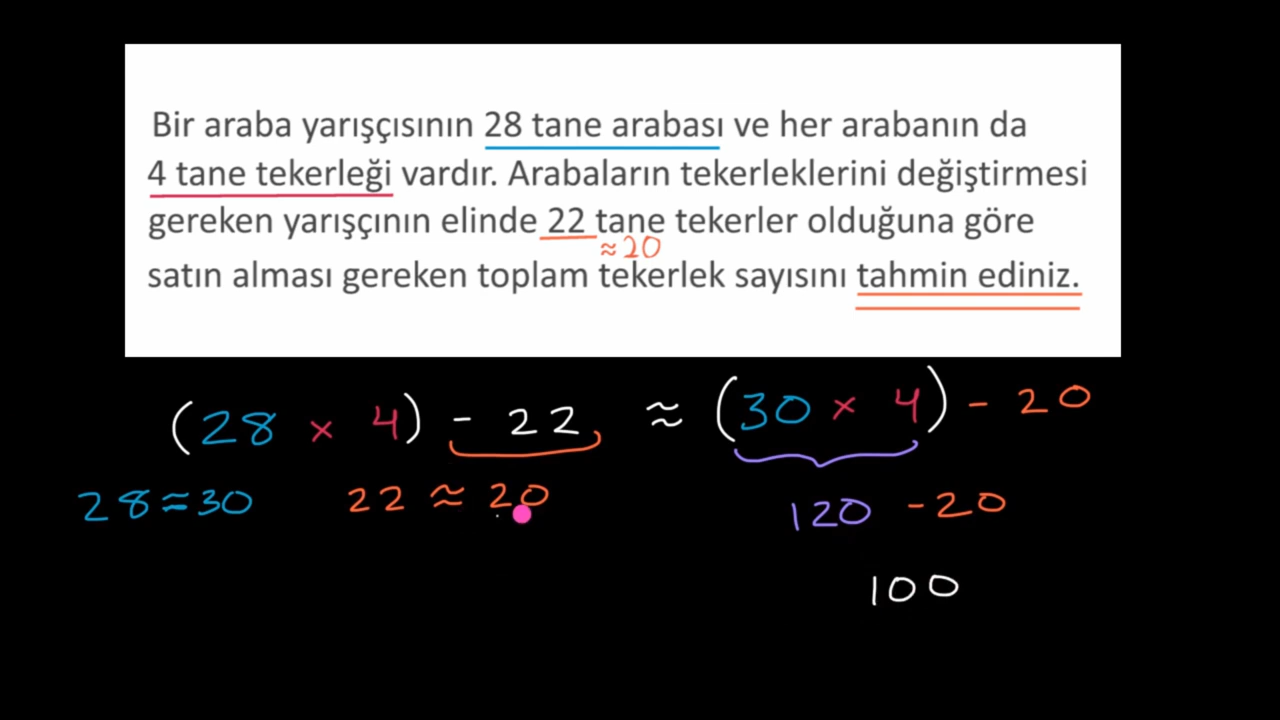 Bir araba yarışçısının 28 tane arabası ve her arabanın da
4 tane tekerleği vardır. Arabaların tekerleklerini değiştirmesi
gereken yarışçının elinde 22 tane tekerler olduğuna göre
≈20
satın alması gereken toplam tekerlek sayısını tahmin ediniz.
(28 × 4) - 22 ≈ (30 × 4) - 20
28≈30 22 ≈ 20 120 -20
100